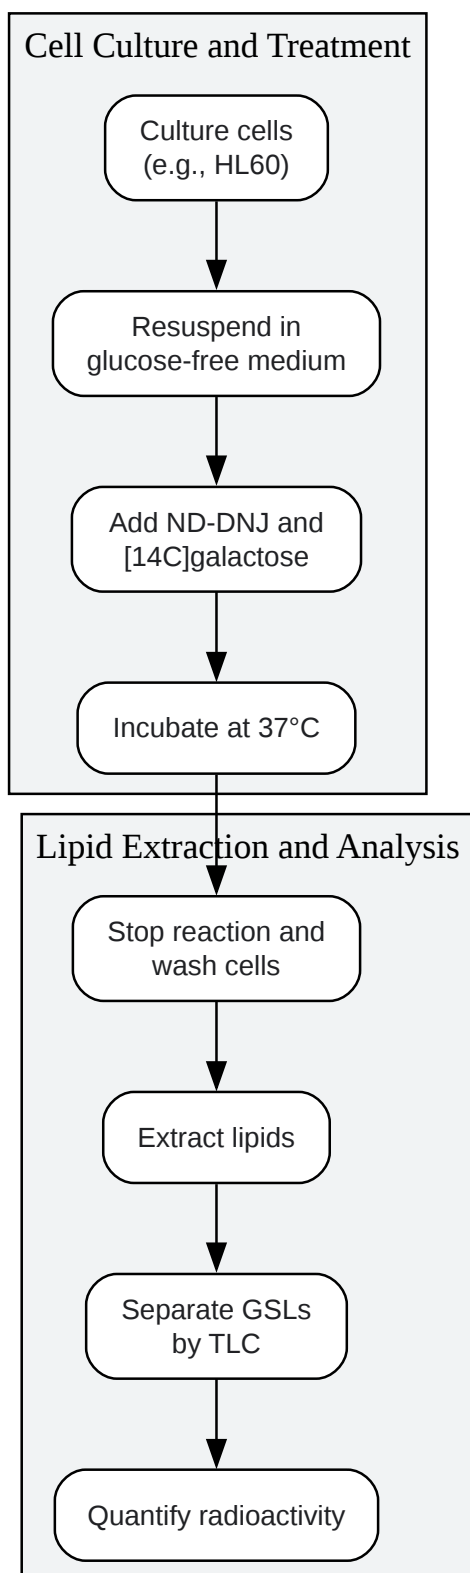 Cell Culture and Treatment
Culture cells
(e.g., HL60)
Resuspend in
glucose-free medium
Add ND-DNJ and
[14C]galactose
Incubate at 37°C
Lipid Extraction and Analysis
Stop reaction and
wash cells
Extract lipids
Separate GSLs
by TLC
Quantify radioactivity